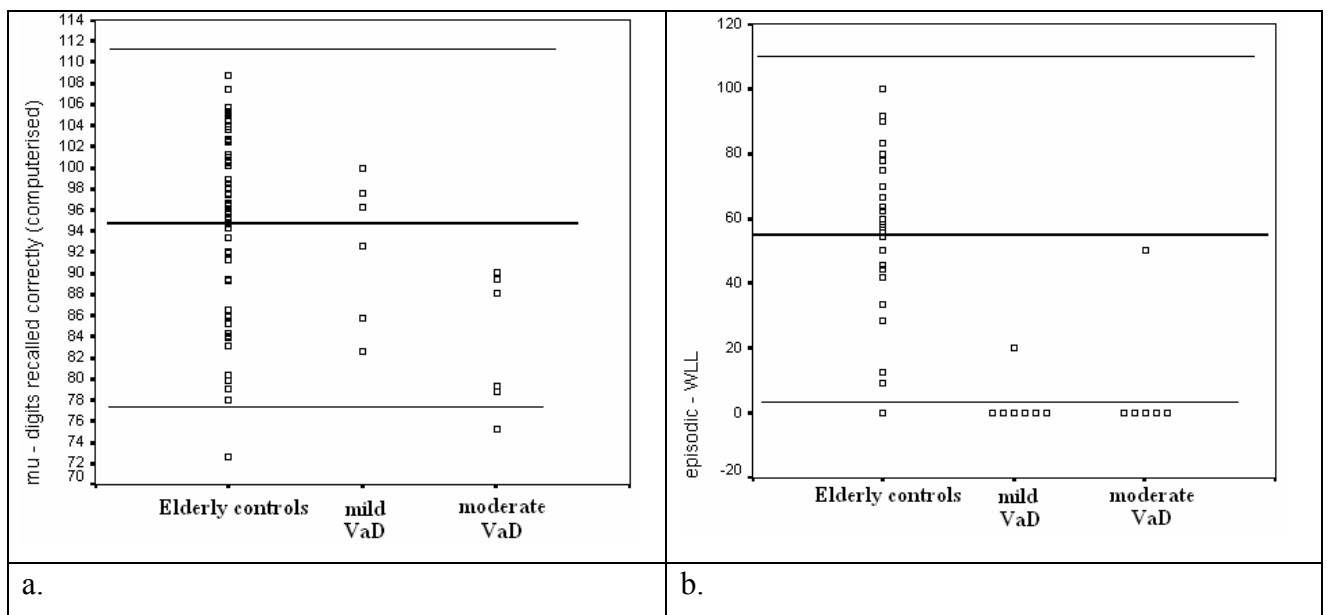 mu - digits recalled correctly (computerised)
114
112
110
108
106
104
102
100
98
96
94
92
90
88
86
84
82
80
78
76
74
72
70
Elderly controls
mild
VaD
moderate
VaD
a.
episodic - WLL
120
100
80
60
40
20
0
-20
Elderly controls
mild
VaD
moderate
VaD
b.